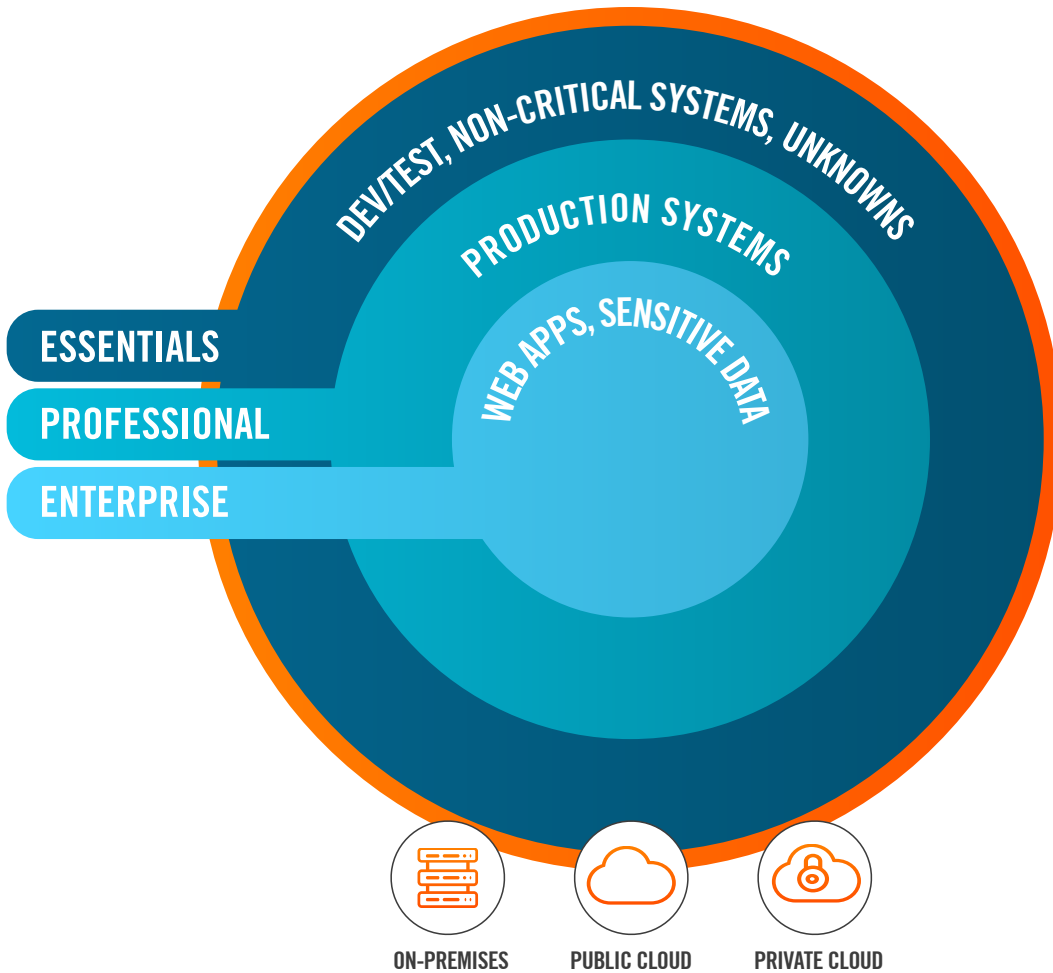 DEV/TEST, NON-CRITICAL SYSTEMS, UNKNOWNS
PRODUCTION SYSTEMS
WEB APPS, SENSITIVE DATA
ESSENTIALS
PROFESSIONAL
ENTERPRISE
ON-PREMISES
PUBLIC CLOUD
PRIVATE CLOUD